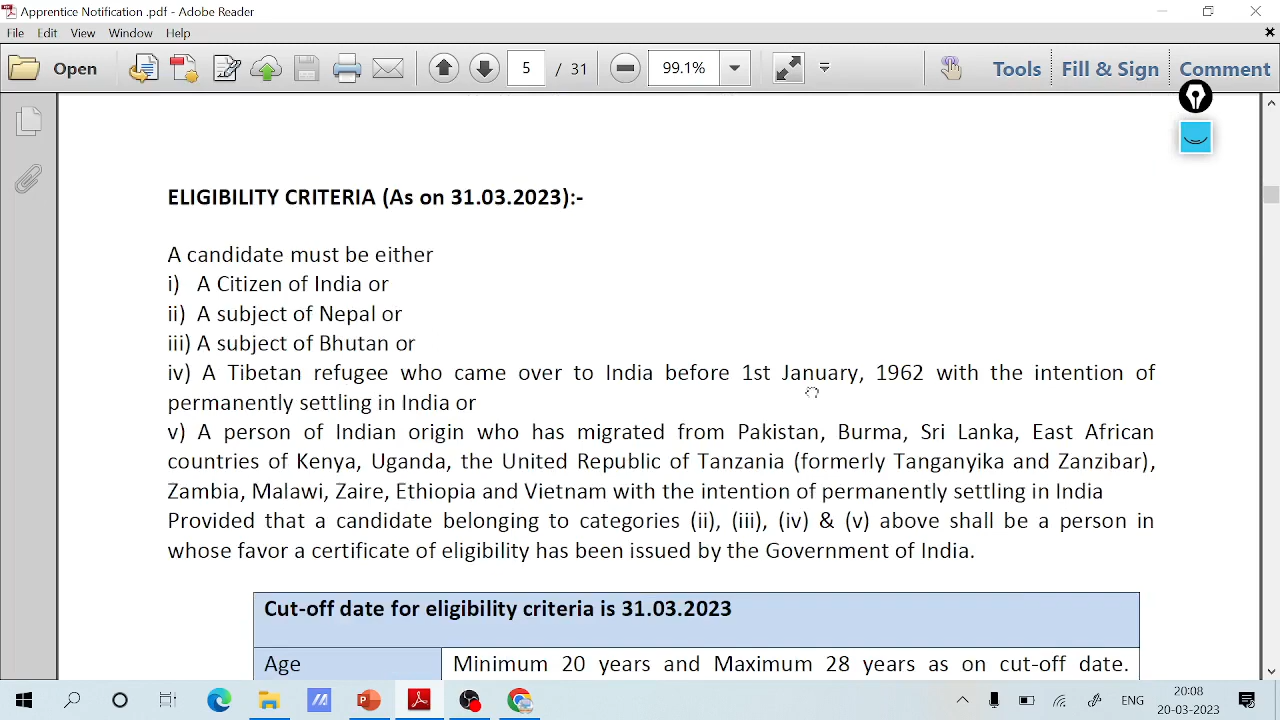 Apprentice Notification .pdf - Adobe Reader
File Edit View Window Help
Open 5 / 31 99.1% Tools Fill & Sign Comment
ELIGIBILITY CRITERIA (As on 31.03.2023):-
A candidate must be either
i) A Citizen of India or
ii) A subject of Nepal or
iii) A subject of Bhutan or
iv) A Tibetan refugee who came over to India before 1st January, 1962 with the intention of
permanently settling in India or
v) A person of Indian origin who has migrated from Pakistan, Burma, Sri Lanka, East African
countries of Kenya, Uganda, the United Republic of Tanzania (formerly Tanganyika and Zanzibar),
Zambia, Malawi, Zaire, Ethiopia and Vietnam with the intention of permanently settling in India
Provided that a candidate belonging to categories (ii), (iii), (iv) & (v) above shall be a person in
whose favor a certificate of eligibility has been issued by the Government of India.
Cut-off date for eligibility criteria is 31.03.2023
Age Minimum 20 years and Maximum 28 years as on cut-off date.
ENG 20:08
20-03-2023